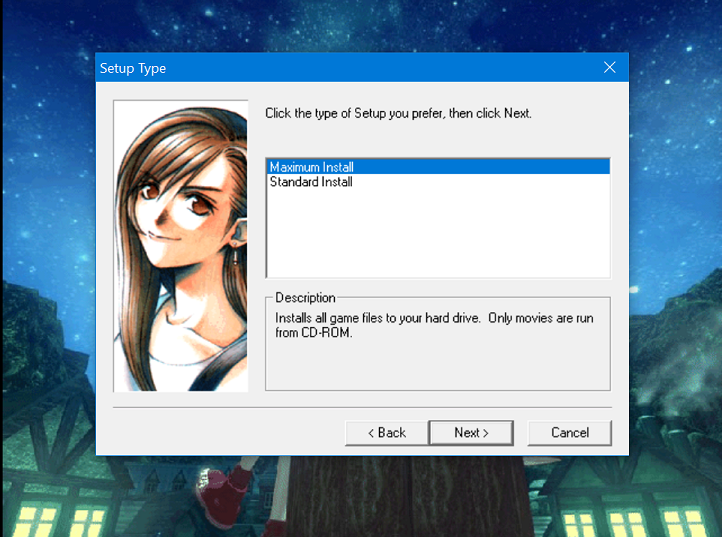 Setup Type
Click the type of Setup you prefer, then click Next.
Maximum Install
Standard Install
Description
Installs all game files to your hard drive.  Only movies are run
from CD-ROM.
< Back
Next >
Cancel